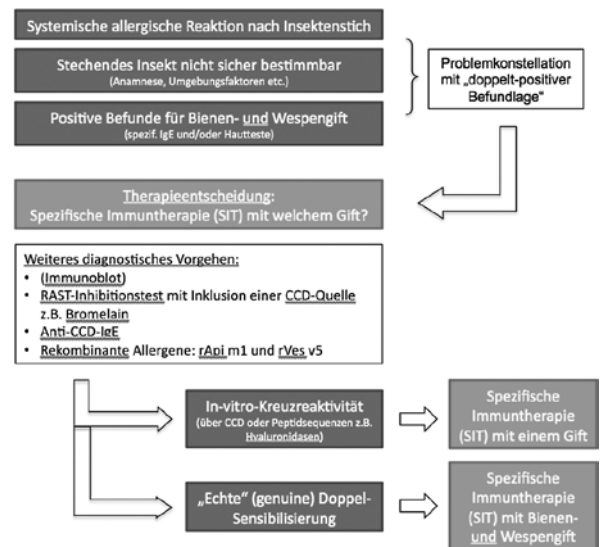 Systemische allergische Reaktion nach Insektenstich
Stechendes Insekt nicht sicher bestimmbar
(Anamnese, Umgebungsfaktoren etc.)
Positive Befunde für Bienen- und Wespengift
(spezif. IgE und/oder Hautteste)
Problemkonstellation
mit „doppelt-positiver
Befundlage“
Therapieentscheidung:
Spezifische Immuntherapie (SIT) mit welchem Gift?
Weiteres diagnostisches Vorgehen:
• (Immunoblot)
• RAST-Inhibitionstest mit Inklusion einer CCD-Quelle
z.B. Bromelain
• Anti-CCD-IgE
• Rekombinante Allergene: rApi m1 und rVes v5
In-vitro-Kreuzreaktivität
(über CCD oder Peptidsequenzen z.B.
Hyaluronidasen)
Spezifische
Immuntherapie
(SIT) mit einem Gift
„Echte“ (genuine) Doppel-
Sensibilisierung
Spezifische
Immuntherapie
(SIT) mit Bienen-
und Wespengift